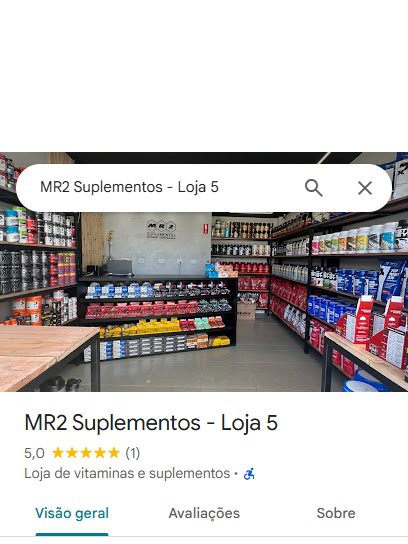 MR2 Suplementos - Loja 5
MR2
SUPLEMENTOS
MR2 Suplementos - Loja 5
5,0 ★★★★★ (1)
Loja de vitaminas e suplementos ·
Visão geral
Avaliações
Sobre